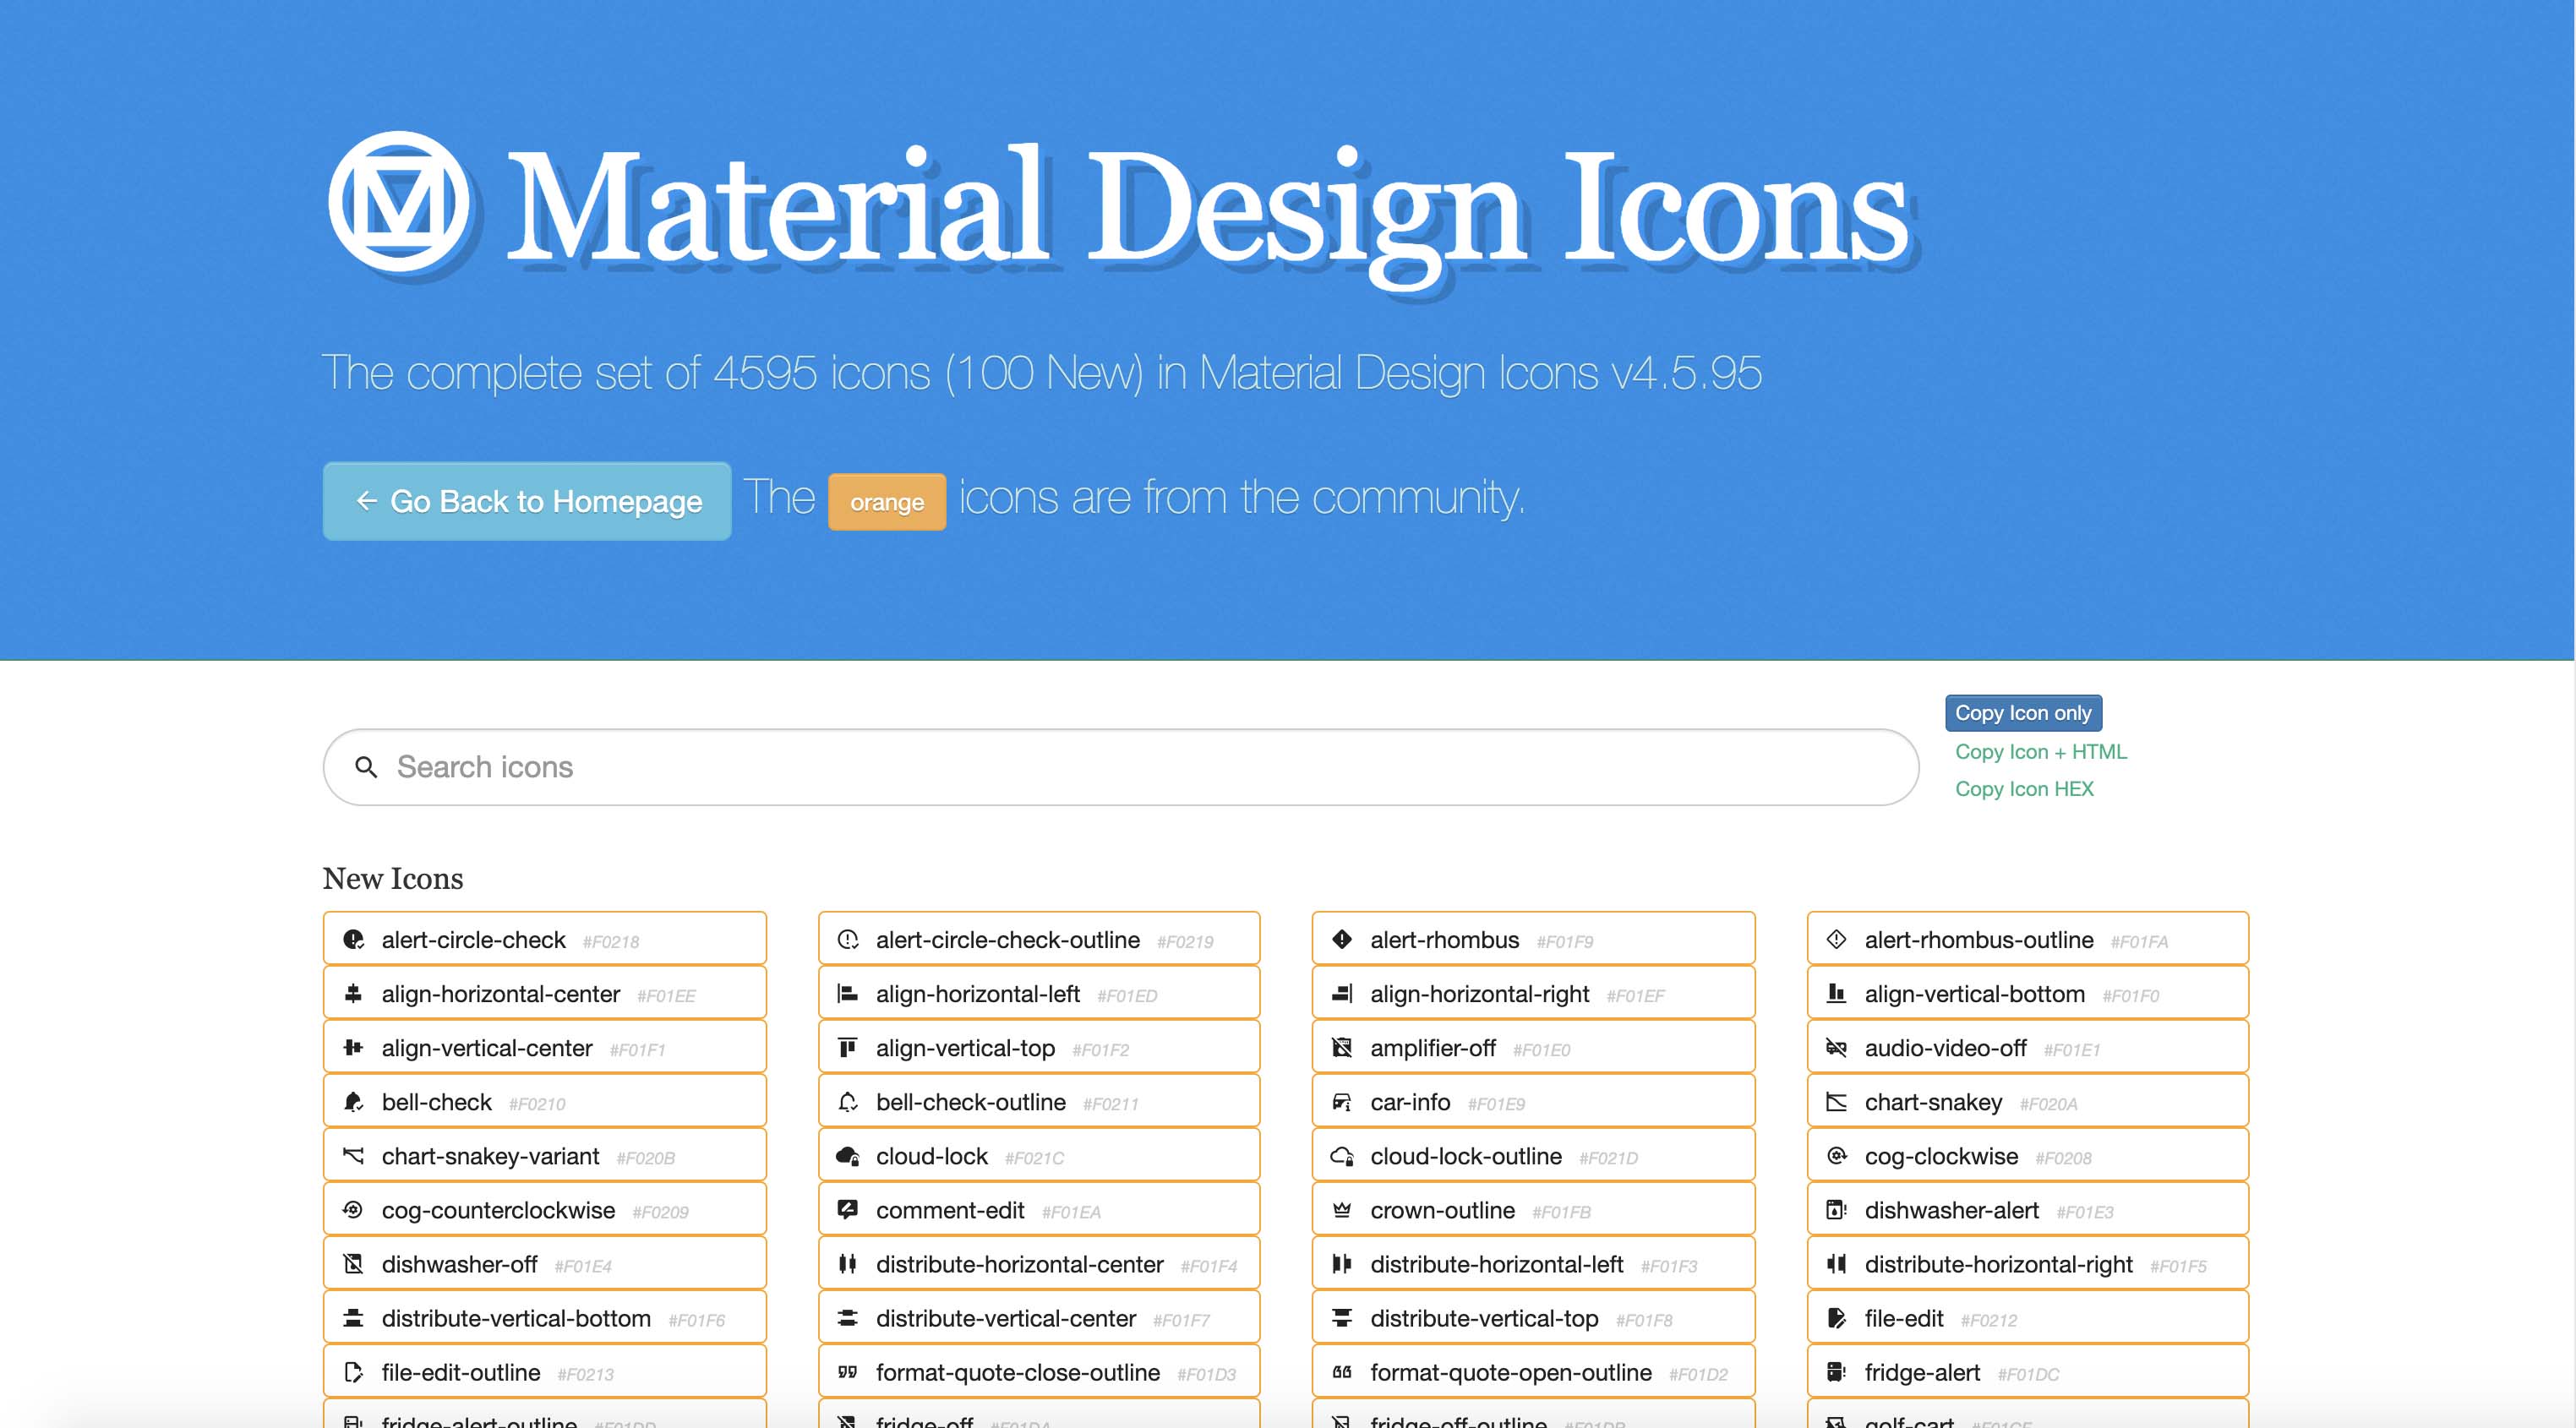 Material Design Icons
The complete set of 4595 icons (100 New) in Material Design Icons v4.5.95
Go Back to Homepage The orange icons are from the community.
Copy Icon only
Search icons
Copy Icon + HTML
Copy Icon HEX
New Icons
alert-circle-check #F0218
alert-circle-check-outline #F0219
alert-rhombus #F01F9
alert-rhombus-outline #F01FA
align-horizontal-center #F01EE
align-horizontal-left #F01ED
align-horizontal-right #F01EF
align-vertical-bottom #F01F0
align-vertical-center #F01F1
align-vertical-top #F01F2
amplifier-off #F01E0
audio-video-off #F01E1
bell-check #F0210
bell-check-outline #F0211
car-info #F01E9
chart-snakey #F020A
chart-snakey-variant #F020B
cloud-lock #F021C
cloud-lock-outline #F021D
cog-clockwise #F0208
cog-counterclockwise #F0209
comment-edit #F01EA
crown-outline #F01FB
dishwasher-alert #F01E3
dishwasher-off #F01E4
distribute-horizontal-center #F01F4
distribute-horizontal-left #F01F3
distribute-horizontal-right #F01F5
distribute-vertical-bottom #F01F6
distribute-vertical-center #F01F7
distribute-vertical-top #F01F8
file-edit #F0212
file-edit-outline #F0213
format-quote-close-outline #F01D3
format-quote-open-outline #F01D2
fridge-alert #F01DC
fridge-alert-outline
fridge-off
fridge-off-outline
golf-cart